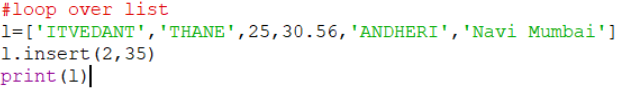 #loop over list
l=['ITVEDANT','THANE',25,30.56,'ANDHERI','Navi Mumbai']
l.insert(2,35)
print(l)